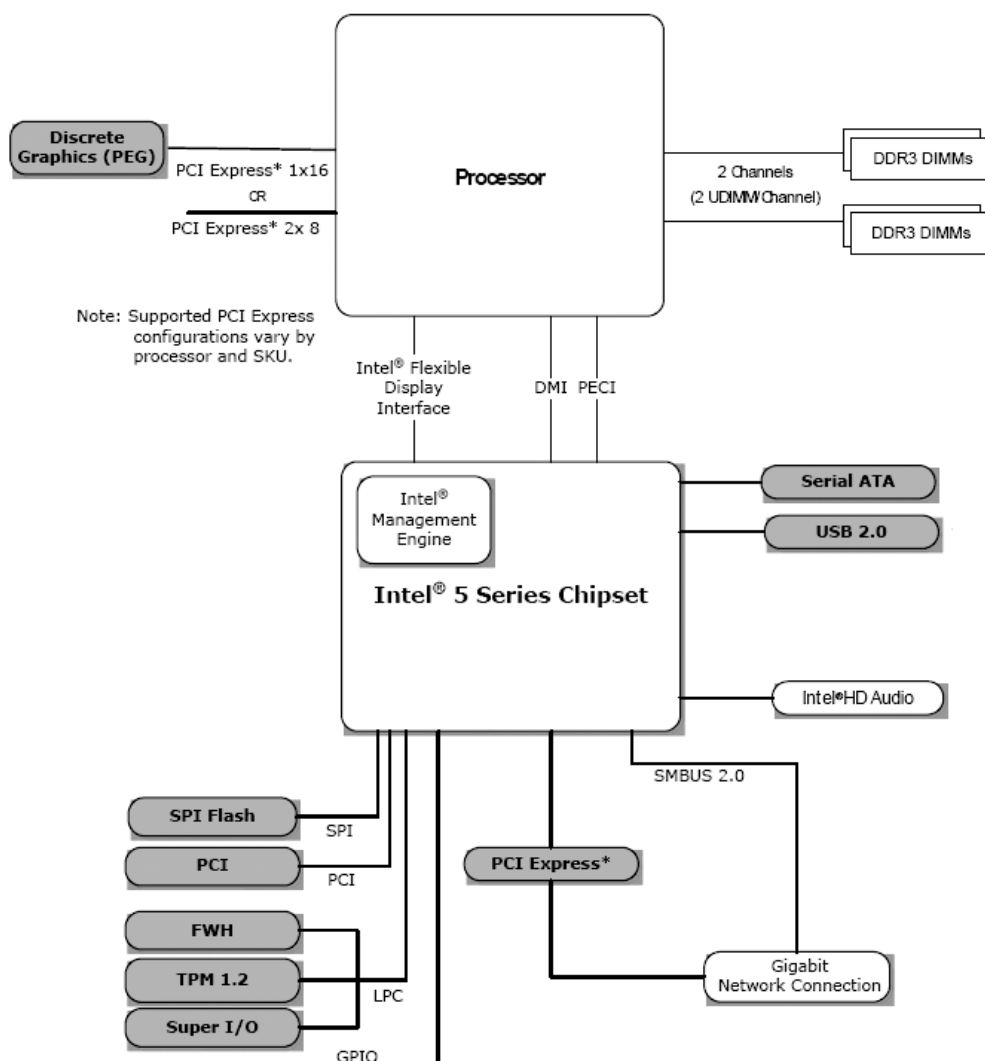 Discrete
Graphics (PEG)
PCI Express* 1x16
CR
PCI Express* 2x 8
Processor
2 Channels
(2 UDIMM/Channel)
DDR3 DIMMs
DDR3 DIMMs
Note: Supported PCI Express
configurations vary by
processor and SKU.
Intel® Flexible
Display
Interface
DMI
PECI
Intel®
Management
Engine
Intel® 5 Series Chipset
Serial ATA
USB 2.0
Intel® HD Audio
SMBUS 2.0
SPI Flash
SPI
PCI
PCI
PCI Express*
FWH
TPM 1.2
LPC
Super I/O
GPIO
Gigabit
Network Connection